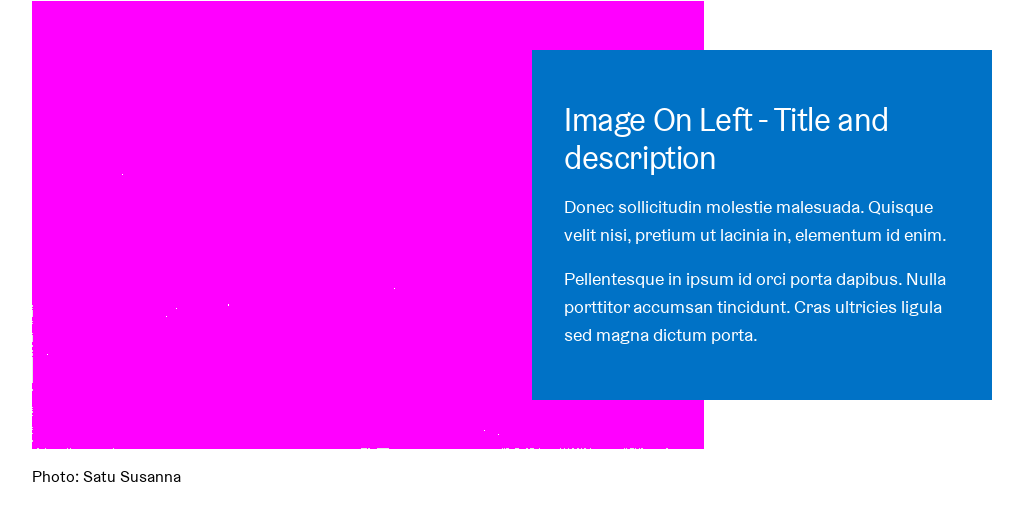 Image On Left - Title and
description
Donec sollicitudin molestie malesuada. Quisque
velit nisi, pretium ut lacinia in, elementum id enim.
Pellentesque in ipsum id orci porta dapibus. Nulla
porttitor accumsan tincidunt. Cras ultricies ligula
sed magna dictum porta.
Photo: Satu Susanna